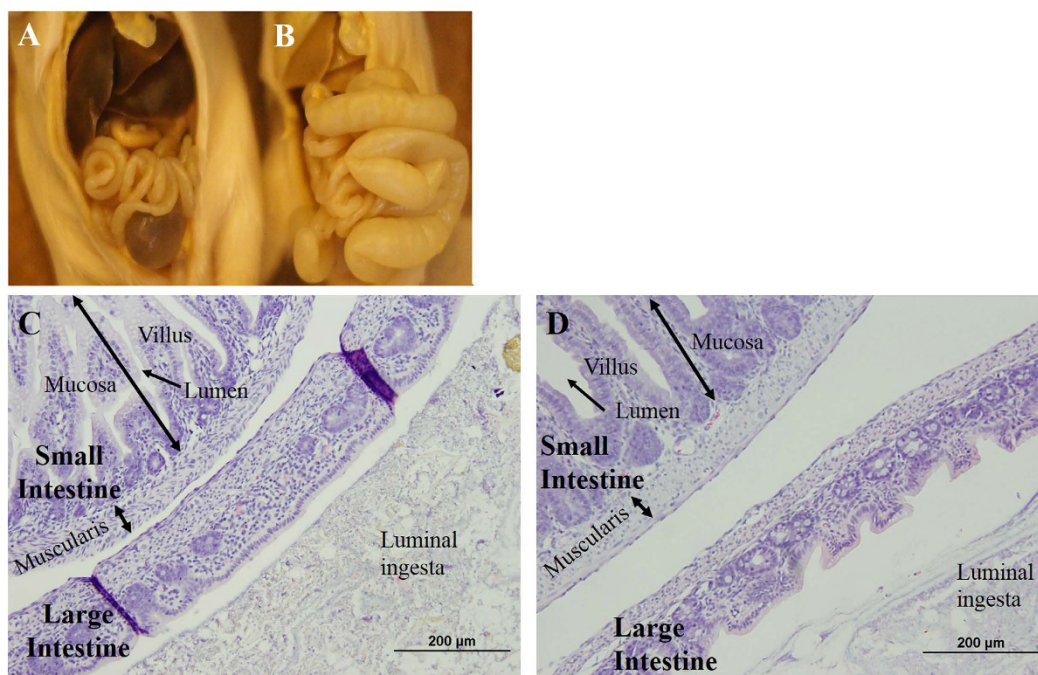 A
B
C
Villus
Mucosa
Lumen
Small
Intestine
Muscularis
Luminal
ingesta
Large
Intestine
200 µm
D
Mucosa
Villus
Lumen
Small
Intestine
Muscularis
Luminal
ingesta
Large
Intestine
200 µm